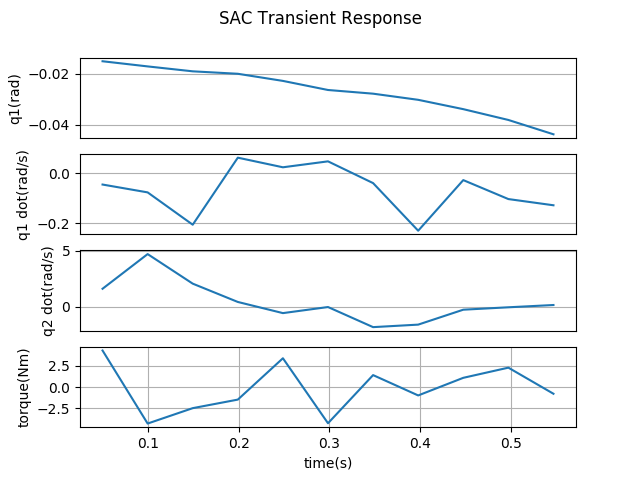 SAC Transient Response
q1(rad)
−0.02
−0.04
q1 dot(rad/s)
0.0
−0.2
q2 dot(rad/s)
5
0
torque(Nm)
2.5
0.0
−2.5
0.1 0.2 0.3 0.4 0.5
time(s)